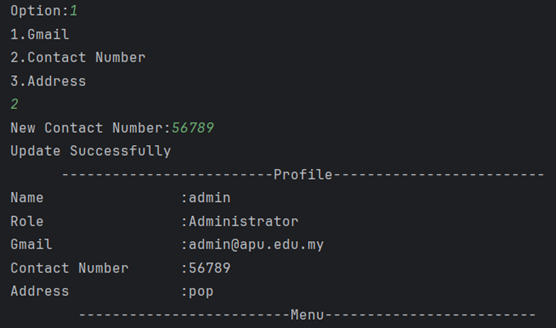 Option:1
1.Gmail
2.Contact Number
3.Address
2
New Contact Number:56789
Update Successfully
-------------------------Profile-------------------------
Name :admin
Role :Administrator
Gmail :admin@apu.edu.my
Contact Number :56789
Address :pop
-------------------------Menu-------------------------